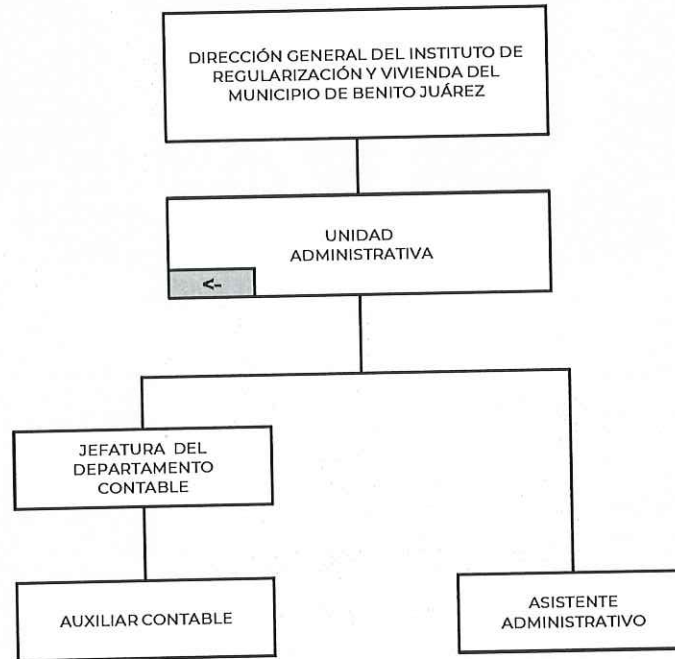 DIRECCIÓN GENERAL DEL INSTITUTO DE
REGULARIZACIÓN Y VIVIENDA DEL
MUNICIPIO DE BENITO JUÁREZ
UNIDAD
ADMINISTRATIVA
<-
JEFATURA DEL
DEPARTAMENTO
CONTABLE
AUXILIAR CONTABLE
ASISTENTE
ADMINISTRATIVO